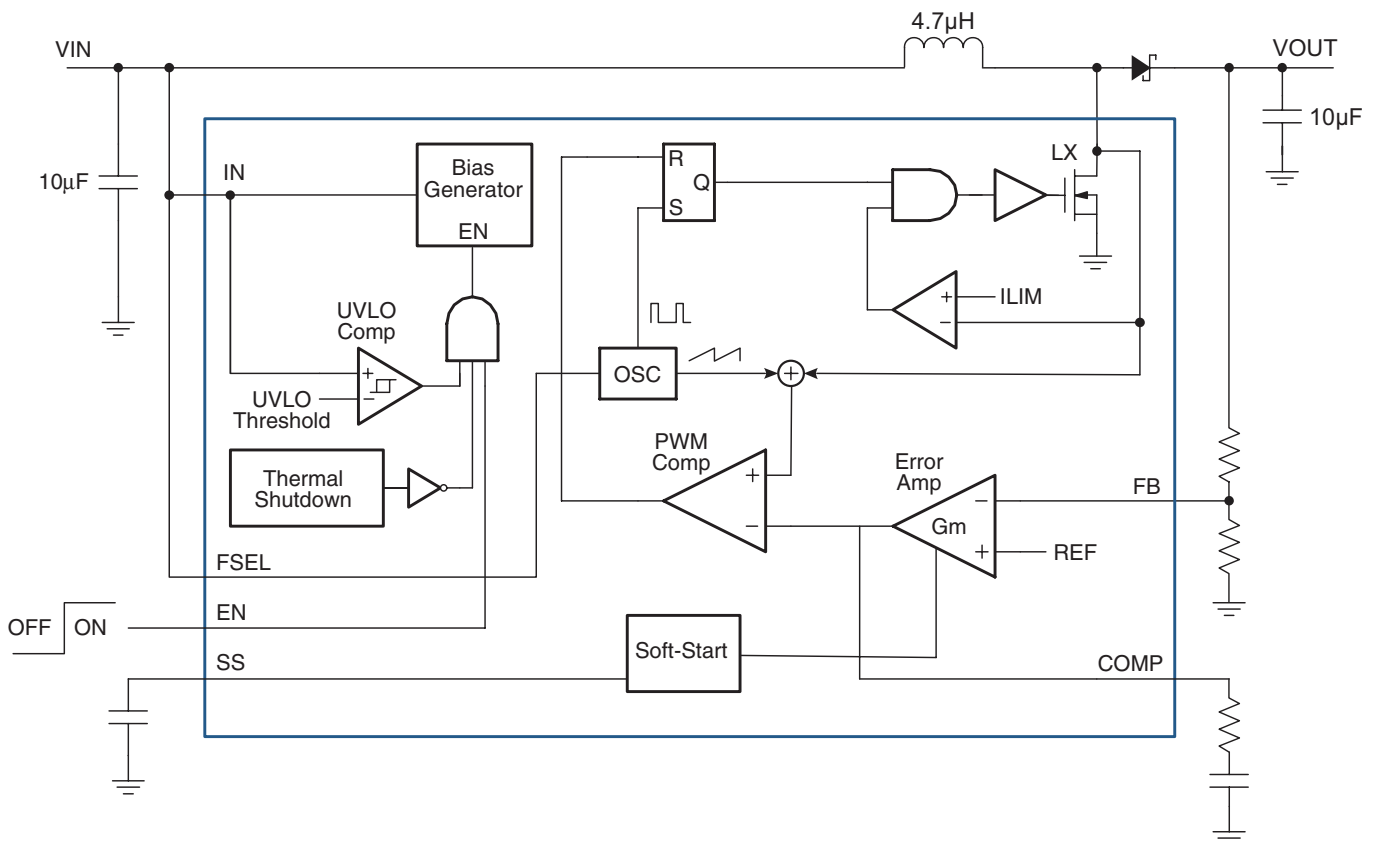 4.7µH
VIN
VOUT
10µF
10μF
IN
Bias
Generator
EN
R
Q
S
LX
+
ILIM
−
UVLO
Comp
+
−
UVLO
Threshold
OSC
+
Thermal
Shutdown
PWM
Comp
+
−
Error
Amp
Gm
−
+
FB
REF
FSEL
EN
OFF
ON
SS
Soft-Start
COMP